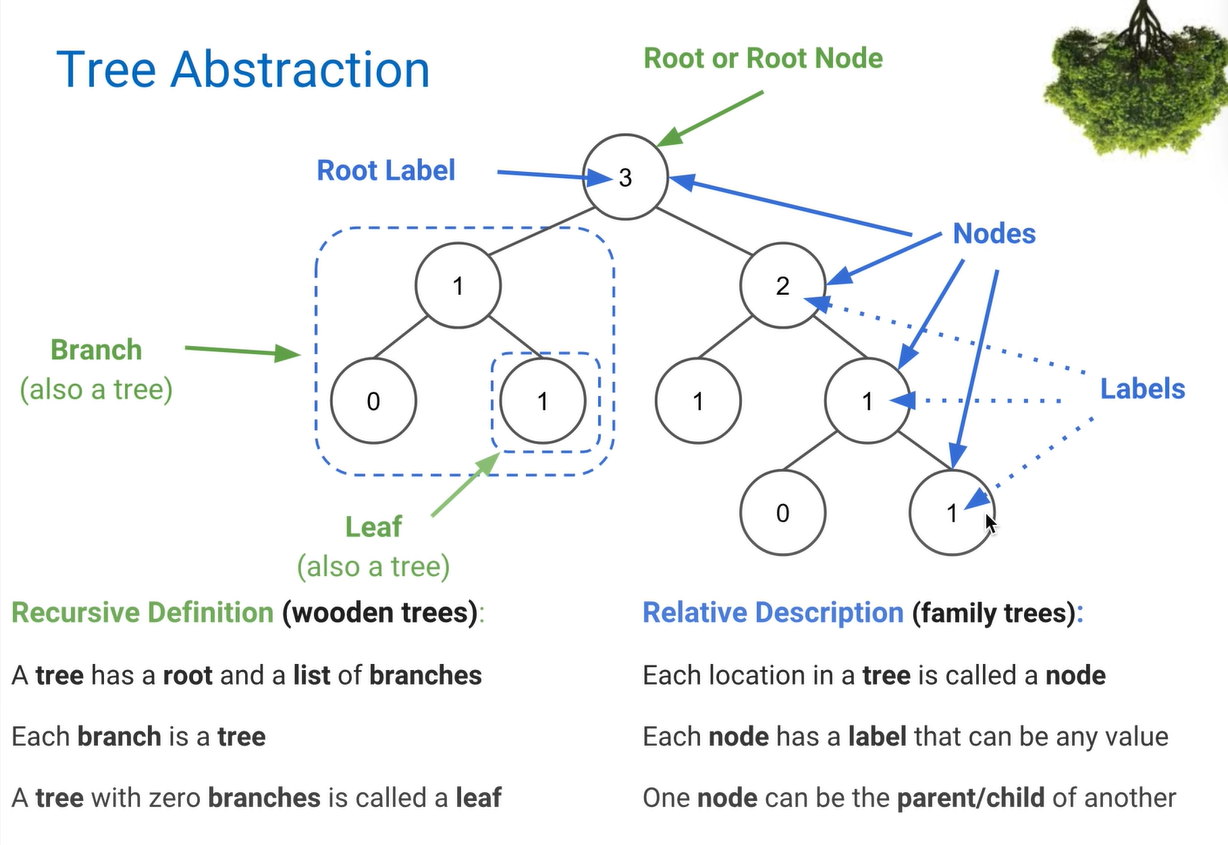 Tree Abstraction
Root or Root Node
Root Label
3
Nodes
1
2
Branch
(also a tree)
0
1
1
1
Labels
Leaf
(also a tree)
0
1
Recursive Definition (wooden trees):
A tree has a root and a list of branches
Each branch is a tree
A tree with zero branches is called a leaf
Relative Description (family trees):
Each location in a tree is called a node
Each node has a label that can be any value
One node can be the parent/child of another